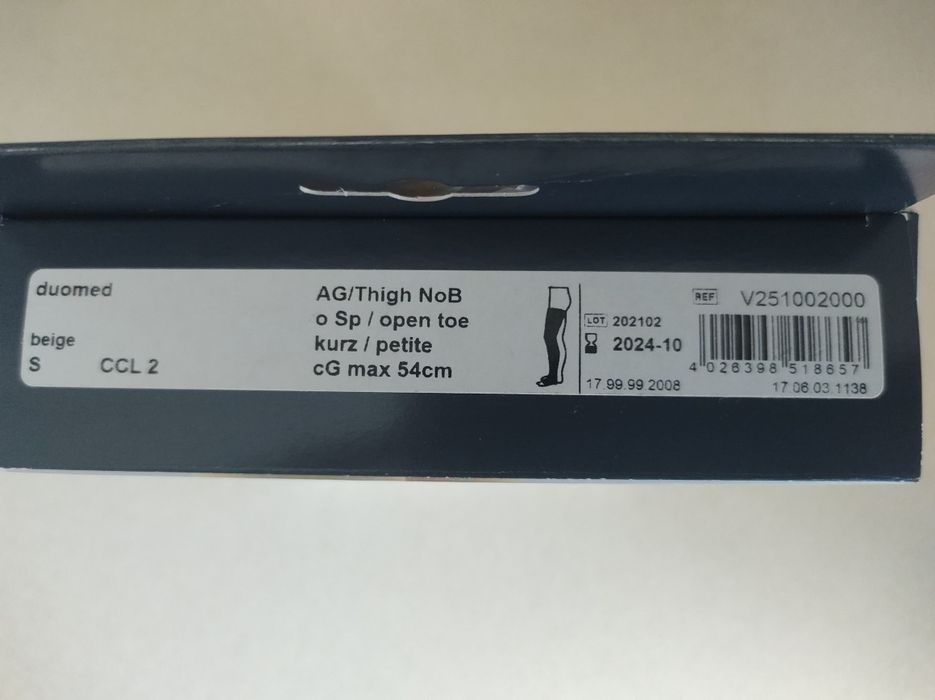 duomed
beige
S CCL 2
AG/Thigh NoB
o Sp / open toe
kurz / petite
cG max 54cm
REF V251002000
LOT 202102
2024-10
4 026398 518657
17.99.99.2008
17.06.03.1138